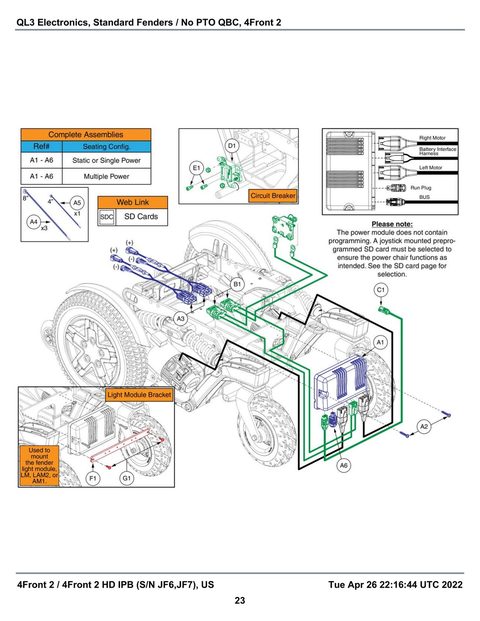 QL3 Electronics, Standard Fenders / No PTO QBC, 4Front 2
Complete Assemblies
Ref#
Seating Config.
A1 - A6
Static or Single Power
A1 - A6
Multiple Power
8"
4"
A5
x1
A4
x3
Web Link
SDC
SD Cards
D1
E1
Circuit Breaker
Right Motor
Battery Interface
Harness
Left Motor
Run Plug
BUS
Please note:
The power module does not contain
programming. A joystick mounted prepro-
grammed SD card must be selected to
ensure the power chair functions as
intended. See the SD card page for
selection.
(+)
(+)
(-)
(-)
B1
A3
C1
A1
A2
A6
Light Module Bracket
Used to
mount
the fender
light module,
LM, LAM2, or
AM1.
F1
G1
4Front 2 / 4Front 2 HD IPB (S/N JF6,JF7), US
Tue Apr 26 22:16:44 UTC 2022
23